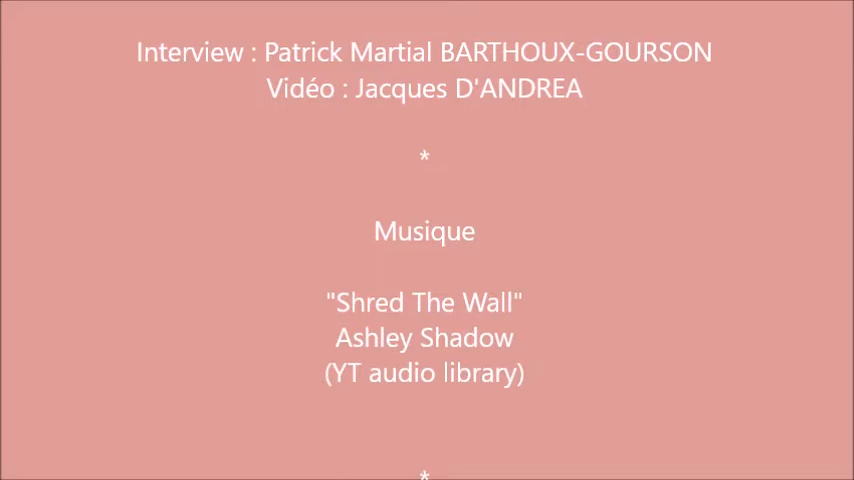 Interview : Patrick Martial BARTHOUX-GOURSON
Vidéo : Jacques D'ANDREA
*
Musique
"Shred The Wall"
Ashley Shadow
(YT audio library)
*